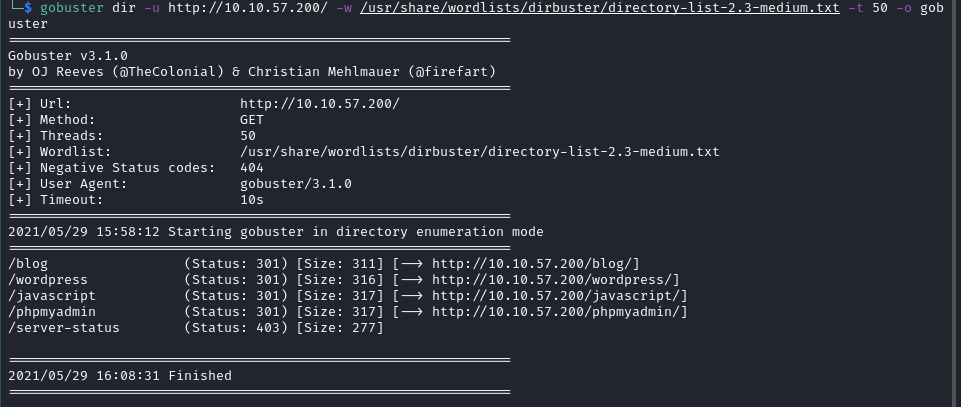 └─$ gobuster dir -u http://10.10.57.200/ -w /usr/share/wordlists/dirbuster/directory-list-2.3-medium.txt -t 50 -o gob
uster
===============================================================
Gobuster v3.1.0
by OJ Reeves (@TheColonial) & Christian Mehlmauer (@firefart)
===============================================================
[+] Url:                     http://10.10.57.200/
[+] Method:                  GET
[+] Threads:                 50
[+] Wordlist:                /usr/share/wordlists/dirbuster/directory-list-2.3-medium.txt
[+] Negative Status codes:   404
[+] User Agent:              gobuster/3.1.0
[+] Timeout:                 10s
===============================================================
2021/05/29 15:58:12 Starting gobuster in directory enumeration mode
===============================================================
/blog                 (Status: 301) [Size: 311] [--> http://10.10.57.200/blog/]
/wordpress            (Status: 301) [Size: 316] [--> http://10.10.57.200/wordpress/]
/javascript           (Status: 301) [Size: 317] [--> http://10.10.57.200/javascript/]
/phpmyadmin           (Status: 301) [Size: 317] [--> http://10.10.57.200/phpmyadmin/]
/server-status        (Status: 403) [Size: 277]
===============================================================
2021/05/29 16:08:31 Finished
===============================================================